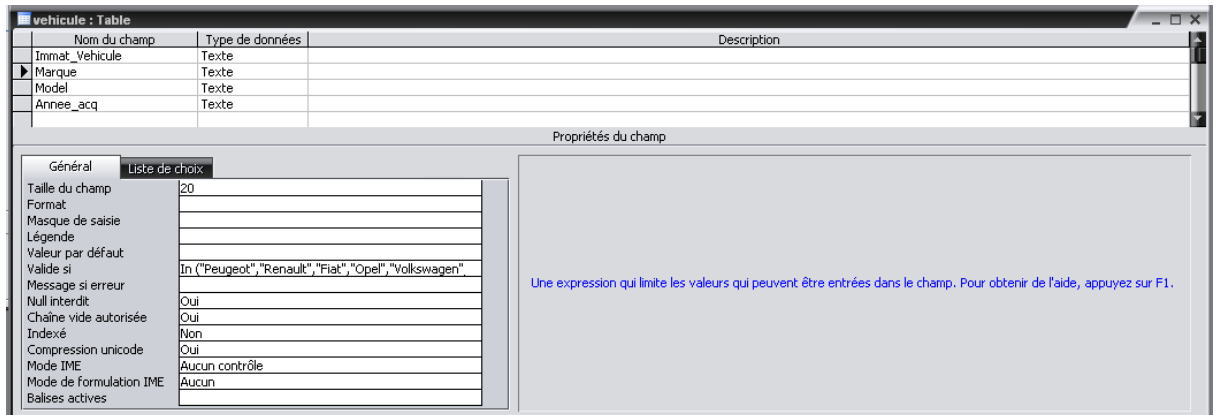 vehicule : Table
Nom du champ Type de données Description
Immat_Vehicule Texte
Marque Texte
Model Texte
Annee_acq Texte
Propriétés du champ
Général Liste de choix
Taille du champ 20
Format
Masque de saisie
Légende
Valeur par défaut
Valide si In ("Peugeot","Renault","Fiat","Opel","Volkswagen",
Message si erreur
Null interdit Oui
Chaîne vide autorisée Oui
Indexé Non
Compression unicode Oui
Mode IME Aucun contrôle
Mode de formulation IME Aucun
Balises actives
Une expression qui limite les valeurs qui peuvent être entrées dans le champ. Pour obtenir de l'aide, appuyez sur F1.